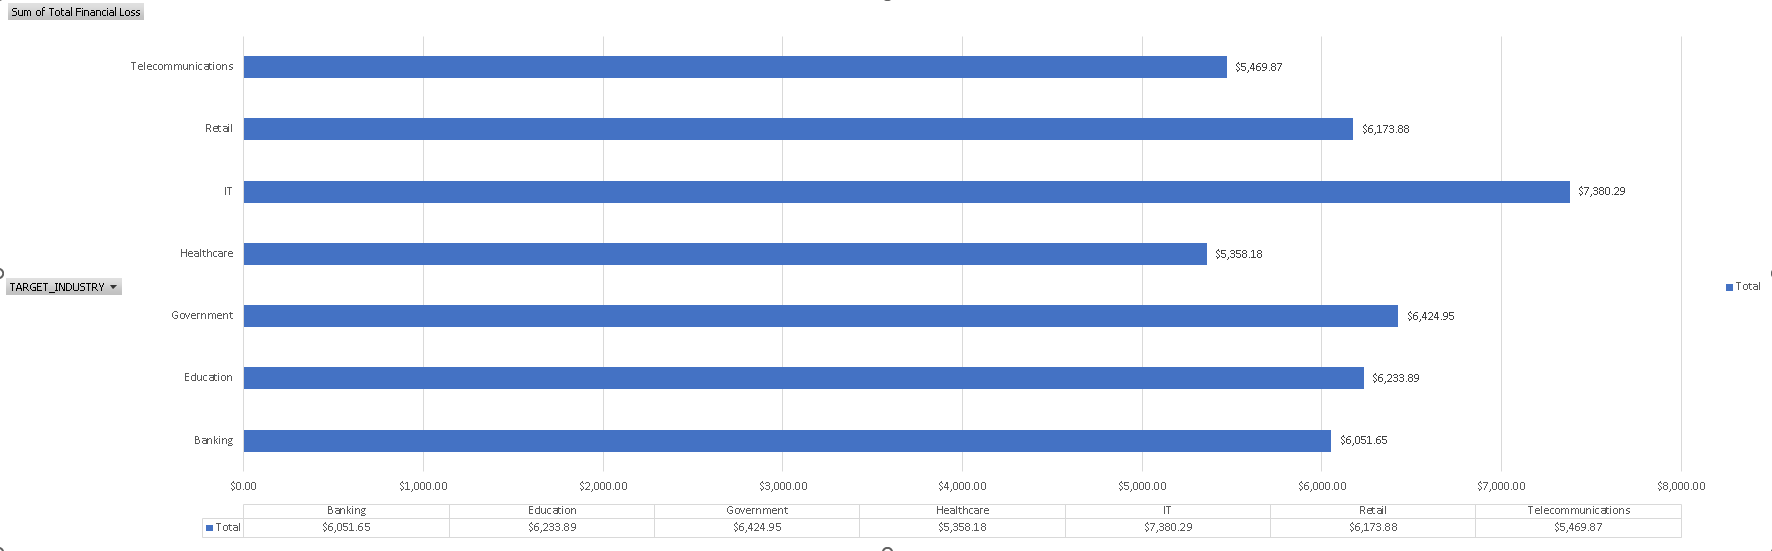 Sum of Total Financial Loss
Telecommunications $5,469.87
Retail $6,173.88
IT $7,380.29
Healthcare $5,358.18
TARGET_INDUSTRY
Total
Government $6,424.95
Education $6,233.89
Banking $6,051.65
$0.00 $1,000.00 $2,000.00 $3,000.00 $4,000.00 $5,000.00 $6,000.00 $7,000.00 $8,000.00
Banking Education Government Healthcare IT Retail Telecommunications
Total $6,051.65 $6,233.89 $6,424.95 $5,358.18 $7,380.29 $6,173.88 $5,469.87